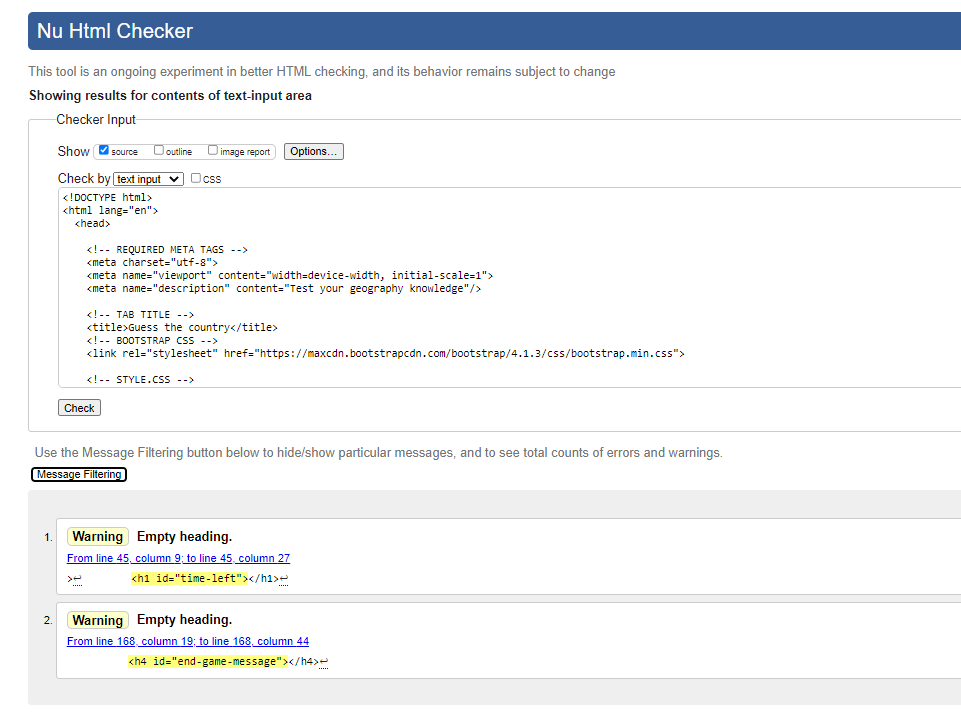 Nu Html Checker
This tool is an ongoing experiment in better HTML checking, and its behavior remains subject to change
Showing results for contents of text-input area
Checker Input
Show source outline image report Options...
Check by text input CSS
<!DOCTYPE html>
<html lang="en">
<head>
<!-- REQUIRED META TAGS -->
<meta charset="utf-8">
<meta name="viewport" content="width=device-width, initial-scale=1">
<meta name="description" content="Test your geography knowledge"/>
<!-- TAB TITLE -->
<title>Guess the country</title>
<!-- BOOTSTRAP CSS -->
<link rel="stylesheet" href="https://maxcdn.bootstrapcdn.com/bootstrap/4.1.3/css/bootstrap.min.css">
<!-- STYLE.CSS -->
Check
Use the Message Filtering button below to hide/show particular messages, and to see total counts of errors and warnings.
Message Filtering
1. Warning Empty heading.
From line 45, column 9; to line 45, column 27
>↩ <h1 id="time-left"></h1>↩
2. Warning Empty heading.
From line 168, column 19; to line 168, column 44
<h4 id="end-game-message"></h4>↩